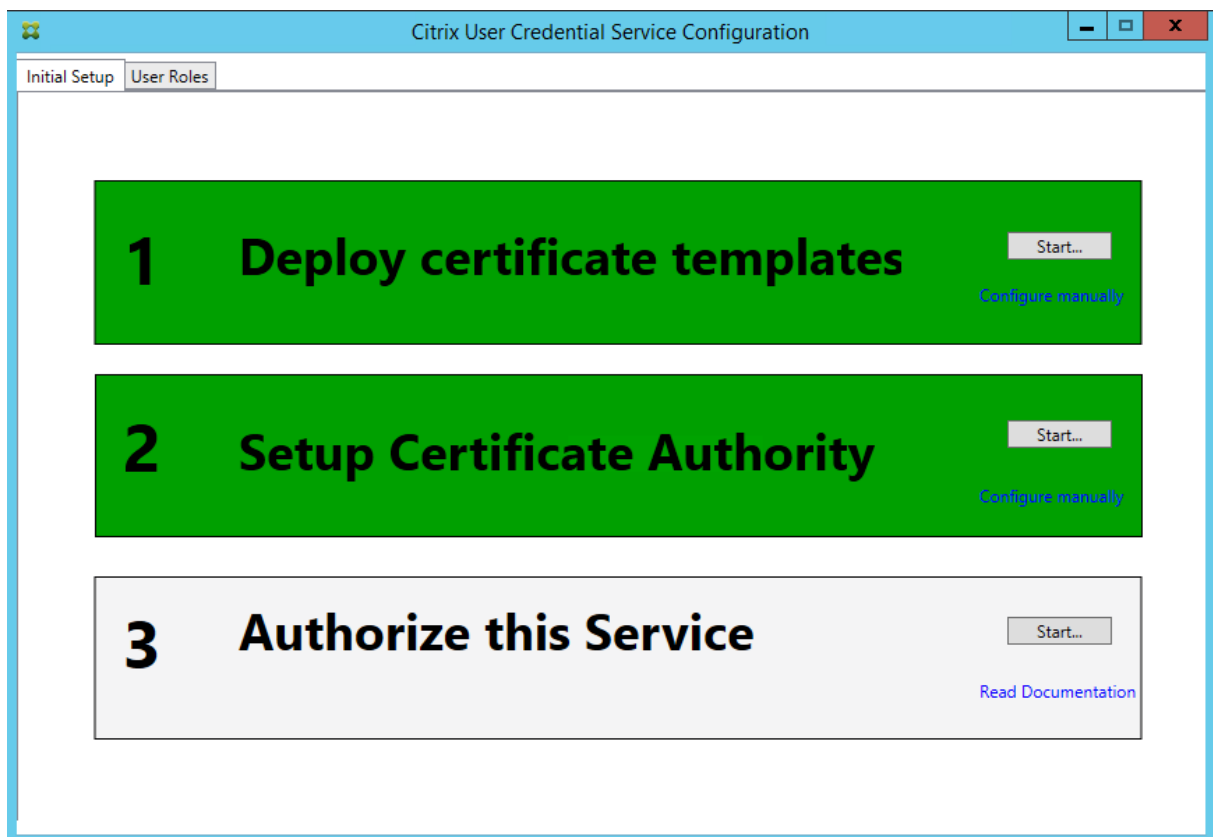 Citrix User Credential Service Configuration
Initial Setup User Roles
1 Deploy certificate templates Start...
Configure manually
2 Setup Certificate Authority Start...
Configure manually
3 Authorize this Service Start...
Read Documentation